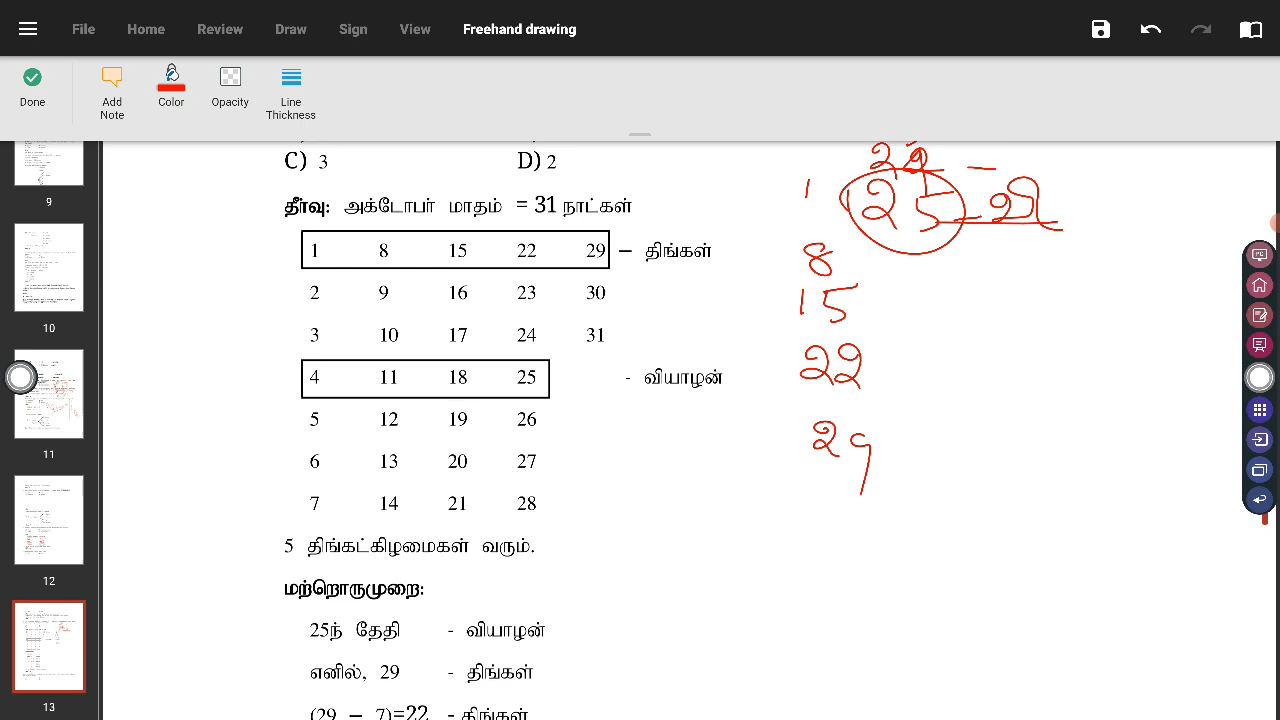 File Home Review Draw Sign View Freehand drawing
Done Add Note Color Opacity Line Thickness
C) 3 D) 2
தீர்வு: அக்டோபர் மாதம் = 31 நாட்கள்
1 8 15 22 29 – திங்கள்
2 9 16 23 30
3 10 17 24 31
4 11 18 25 - வியாழன்
5 12 19 26
6 13 20 27
7 14 21 28
5 திங்கட்கிழமைகள் வரும்.
மற்றொருமுறை:
25ந் தேதி - வியாழன்
எனில், 29 - திங்கள்
(29 – 7)=22 - திங்கள்
1
25
8
15
22
29
9
10
11
12
13